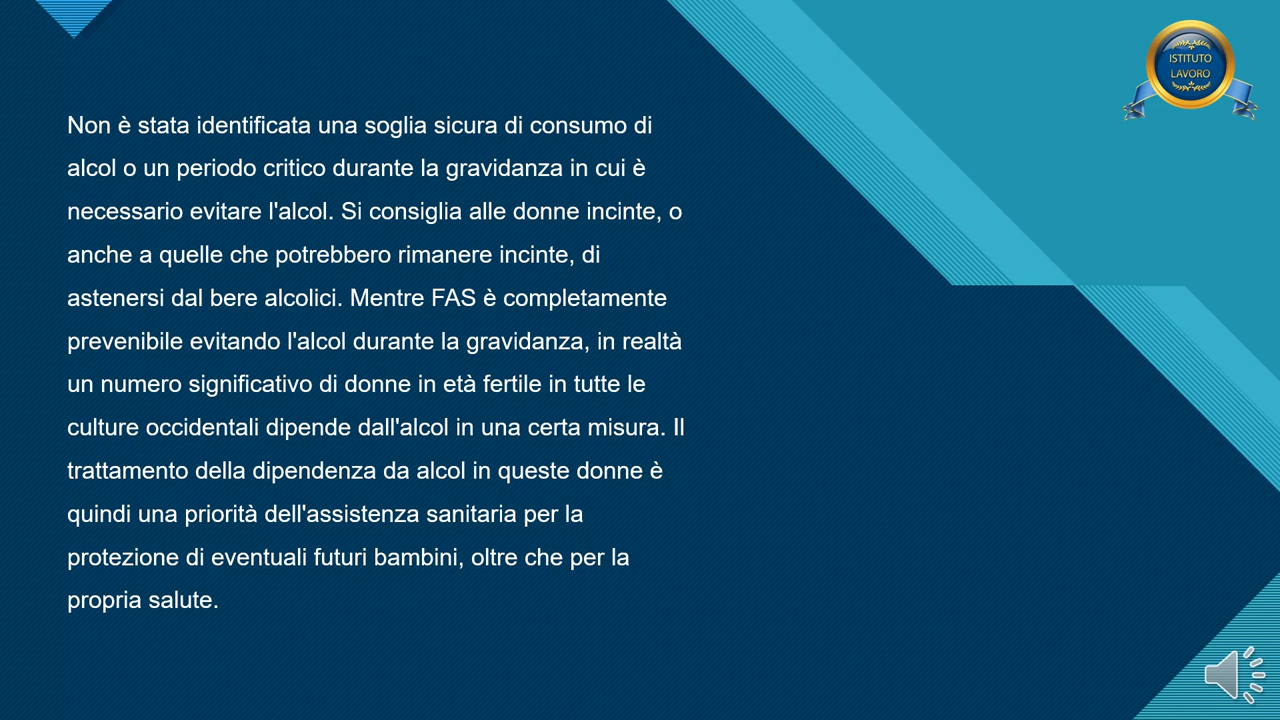 ISTITUTO
LAVORO
Non è stata identificata una soglia sicura di consumo di
alcol o un periodo critico durante la gravidanza in cui è
necessario evitare l'alcol. Si consiglia alle donne incinte, o
anche a quelle che potrebbero rimanere incinte, di
astenersi dal bere alcolici. Mentre FAS è completamente
prevenibile evitando l'alcol durante la gravidanza, in realtà
un numero significativo di donne in età fertile in tutte le
culture occidentali dipende dall'alcol in una certa misura. Il
trattamento della dipendenza da alcol in queste donne è
quindi una priorità dell'assistenza sanitaria per la
protezione di eventuali futuri bambini, oltre che per la
propria salute.